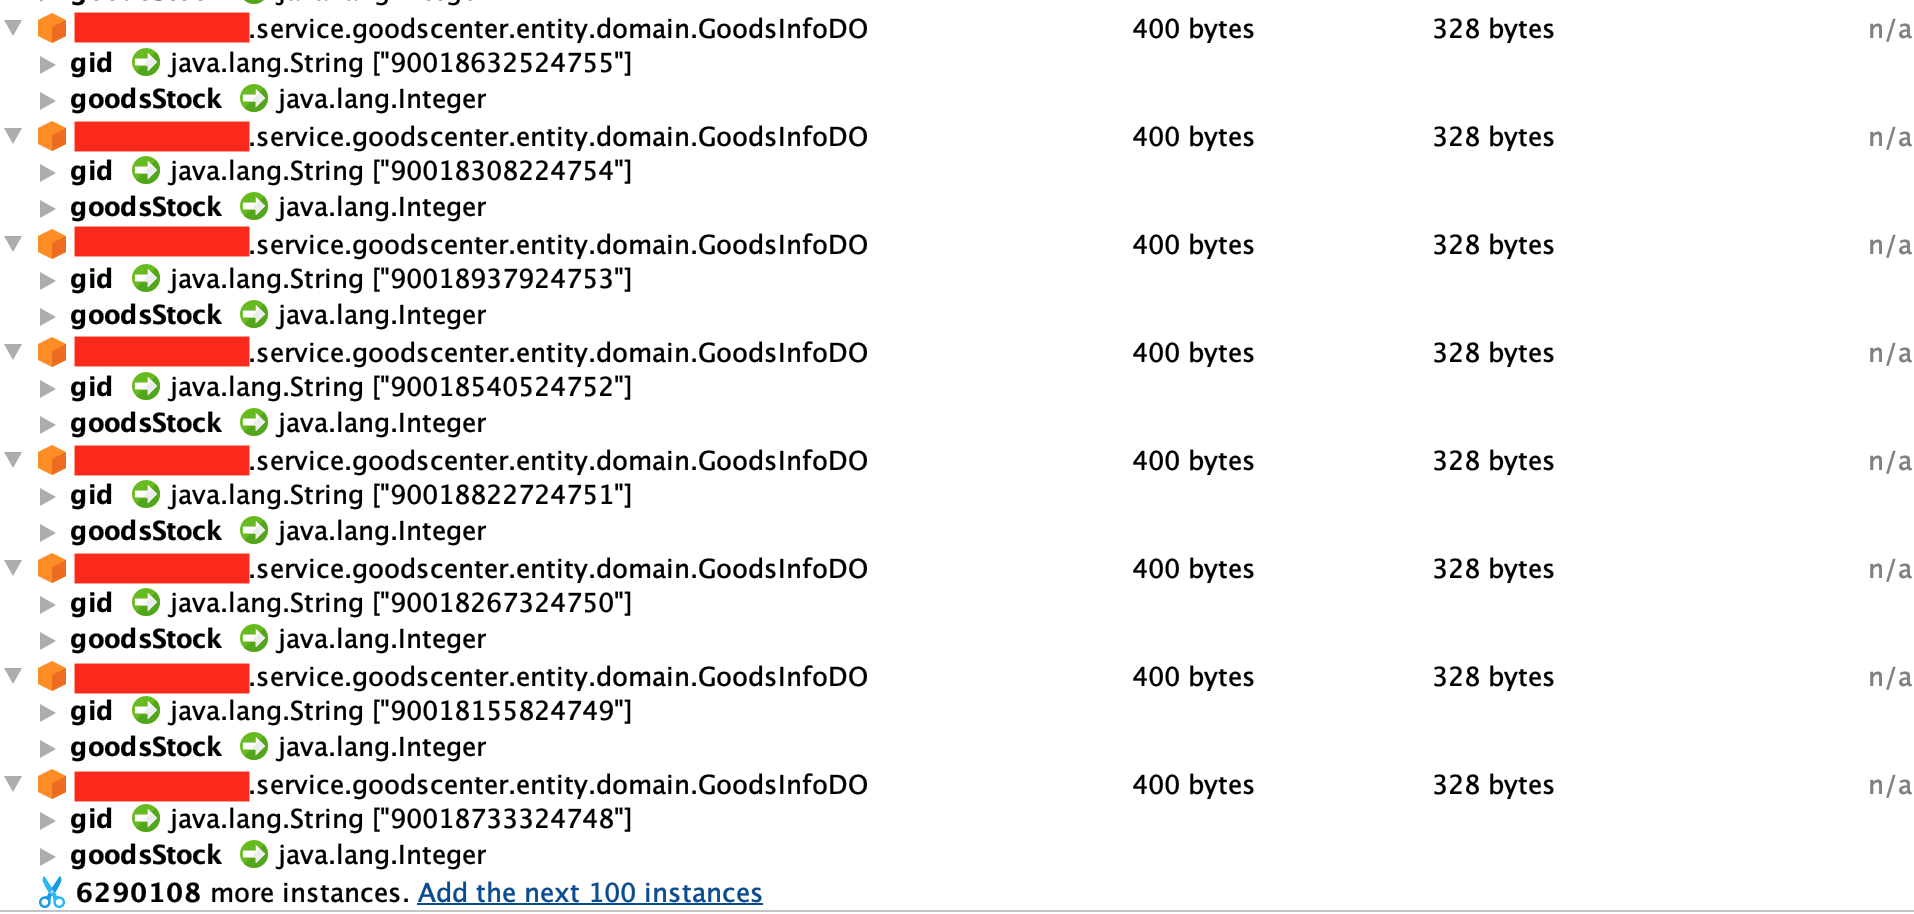 .service.goodscenter.entity.domain.GoodsInfoDO 400 bytes 328 bytes n/a
gid java.lang.String ["90018632524755"]
goodsStock java.lang.Integer
.service.goodscenter.entity.domain.GoodsInfoDO 400 bytes 328 bytes n/a
gid java.lang.String ["90018308224754"]
goodsStock java.lang.Integer
.service.goodscenter.entity.domain.GoodsInfoDO 400 bytes 328 bytes n/a
gid java.lang.String ["90018937924753"]
goodsStock java.lang.Integer
.service.goodscenter.entity.domain.GoodsInfoDO 400 bytes 328 bytes n/a
gid java.lang.String ["90018540524752"]
goodsStock java.lang.Integer
.service.goodscenter.entity.domain.GoodsInfoDO 400 bytes 328 bytes n/a
gid java.lang.String ["90018822724751"]
goodsStock java.lang.Integer
.service.goodscenter.entity.domain.GoodsInfoDO 400 bytes 328 bytes n/a
gid java.lang.String ["90018267324750"]
goodsStock java.lang.Integer
.service.goodscenter.entity.domain.GoodsInfoDO 400 bytes 328 bytes n/a
gid java.lang.String ["90018155824749"]
goodsStock java.lang.Integer
.service.goodscenter.entity.domain.GoodsInfoDO 400 bytes 328 bytes n/a
gid java.lang.String ["90018733324748"]
goodsStock java.lang.Integer
6290108 more instances. Add the next 100 instances